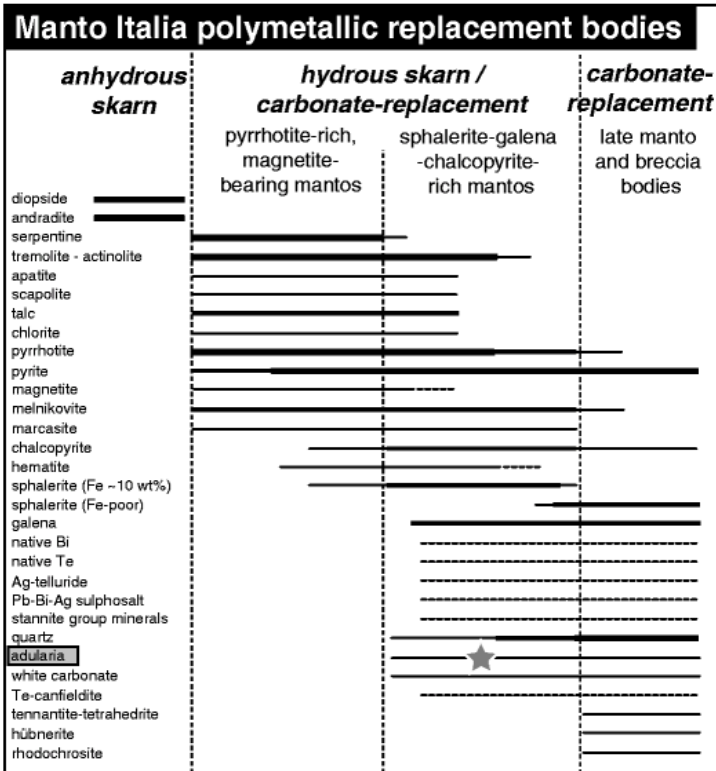 Manto Italia polymetallic replacement bodies
anhydrous
skarn
hydrous skarn /
carbonate-replacement
carbonate-
replacement
pyrrhotite-rich,
magnetite-
bearing mantos
sphalerite-galena
-chalcopyrite-
rich mantos
late manto
and breccia
bodies
diopside
andradite
serpentine
tremolite - actinolite
apatite
scapolite
talc
chlorite
pyrrhotite
pyrite
magnetite
melnikovite
marcasite
chalcopyrite
hematite
sphalerite (Fe ~10 wt%)
sphalerite (Fe-poor)
galena
native Bi
native Te
Ag-telluride
Pb-Bi-Ag sulphosalt
stannite group minerals
quartz
adularia
white carbonate
Te-canfieldite
tennantite-tetrahedrite
hübnerite
rhodochrosite